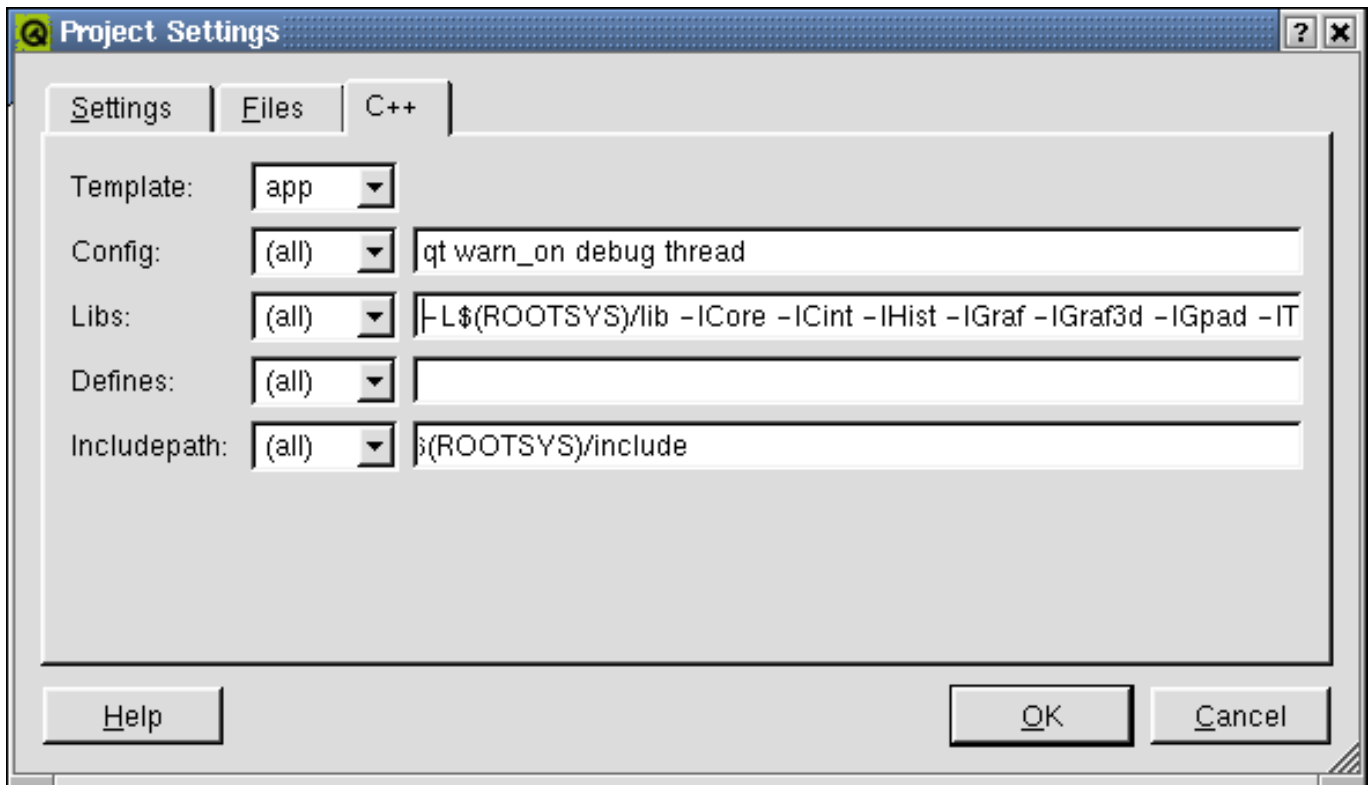 Project Settings
Settings Files C++
Template: app
Config: (all) qt warn_on debug thread
Libs: (all) -L$(ROOTSYS)/lib -lCore -lCint -lHist -lGraf -lGraf3d -lGpad -lT
Defines: (all)
Includepath: (all) $(ROOTSYS)/include
Help OK Cancel